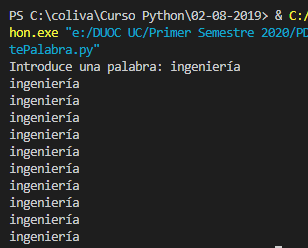 PS C:\coliva\Curso Python\02-08-2019> & C:/
hon.exe "e:/DUOC UC/Primer Semestre 2020/PD
tePalabra.py"
Introduce una palabra: ingeniería
ingeniería
ingeniería
ingeniería
ingeniería
ingeniería
ingeniería
ingeniería
ingeniería
ingeniería
ingeniería